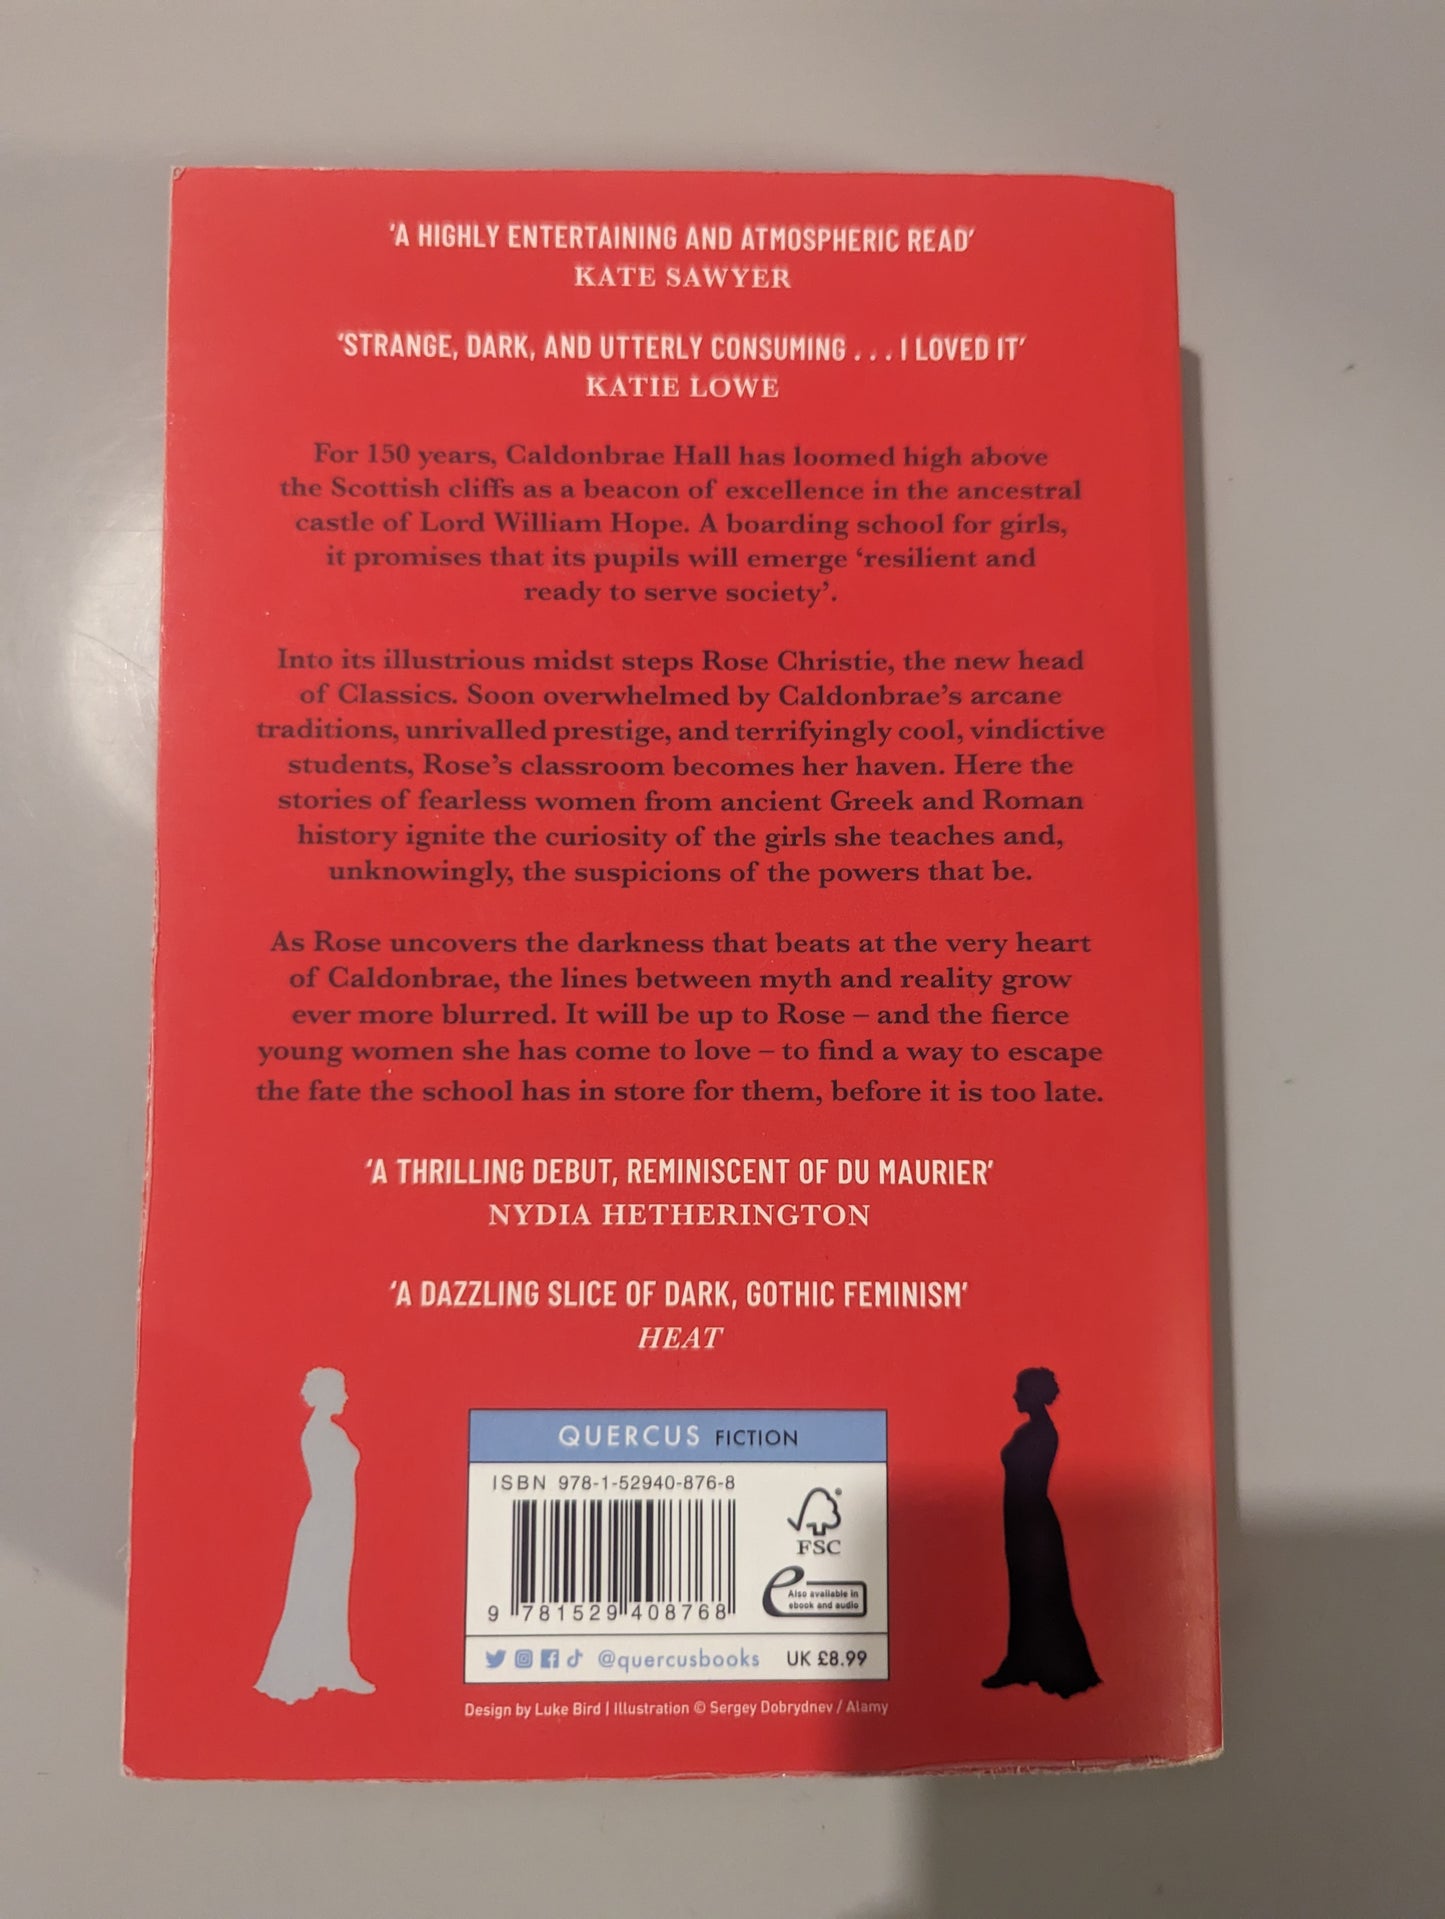 'A HIGHLY ENTERTAINING AND ATMOSPHERIC READ'
KATE SAWYER
'STRANGE, DARK, AND UTTERLY CONSUMING . . . I LOVED IT'
KATIE LOWE
For 150 years, Caldonbrae Hall has loomed high above
the Scottish cliffs as a beacon of excellence in the ancestral
castle of Lord William Hope. A boarding school for girls,
it promises that its pupils will emerge 'resilient and
ready to serve society'.
Into its illustrious midst steps Rose Christie, the new head
of Classics. Soon overwhelmed by Caldonbrae's arcane
traditions, unrivalled prestige, and terrifyingly cool, vindictive
students, Rose's classroom becomes her haven. Here the
stories of fearless women from ancient Greek and Roman
history ignite the curiosity of the girls she teaches and,
unknowingly, the suspicions of the powers that be.
As Rose uncovers the darkness that beats at the very heart
of Caldonbrae, the lines between myth and reality grow
ever more blurred. It will be up to Rose – and the fierce
young women she has come to love – to find a way to escape
the fate the school has in store for them, before it is too late.
'A THRILLING DEBUT, REMINISCENT OF DU MAURIER'
NYDIA HETHERINGTON
'A DAZZLING SLICE OF DARK, GOTHIC FEMINISM'
HEAT
QUERCUS FICTION
ISBN 978-1-52940-876-8
FSC
Also available in
ebook and audio
9 781529 408768
@quercusbooks UK £8.99
Design by Luke Bird | Illustration © Sergey Dobrydnev / Alamy